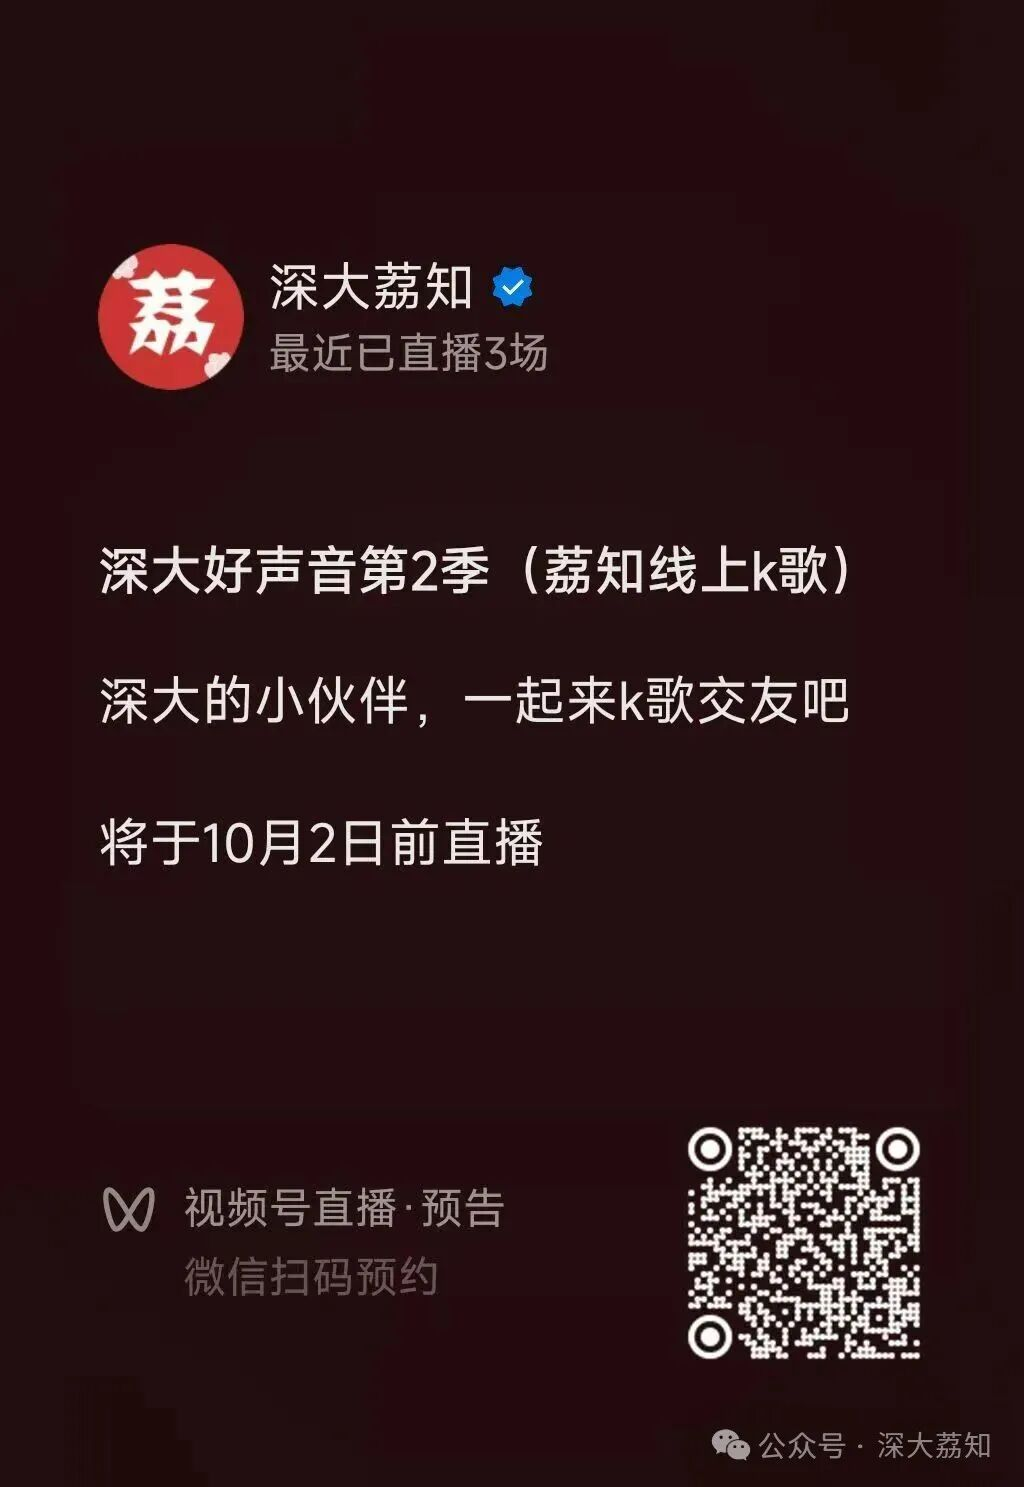 荔
深大荔知
最近已直播3场
深大好声音第2季（荔知线上k歌）
深大的小伙伴，一起来k歌交友吧
将于10月2日前直播
视频号直播·预告
微信扫码预约
公众号·深大荔知